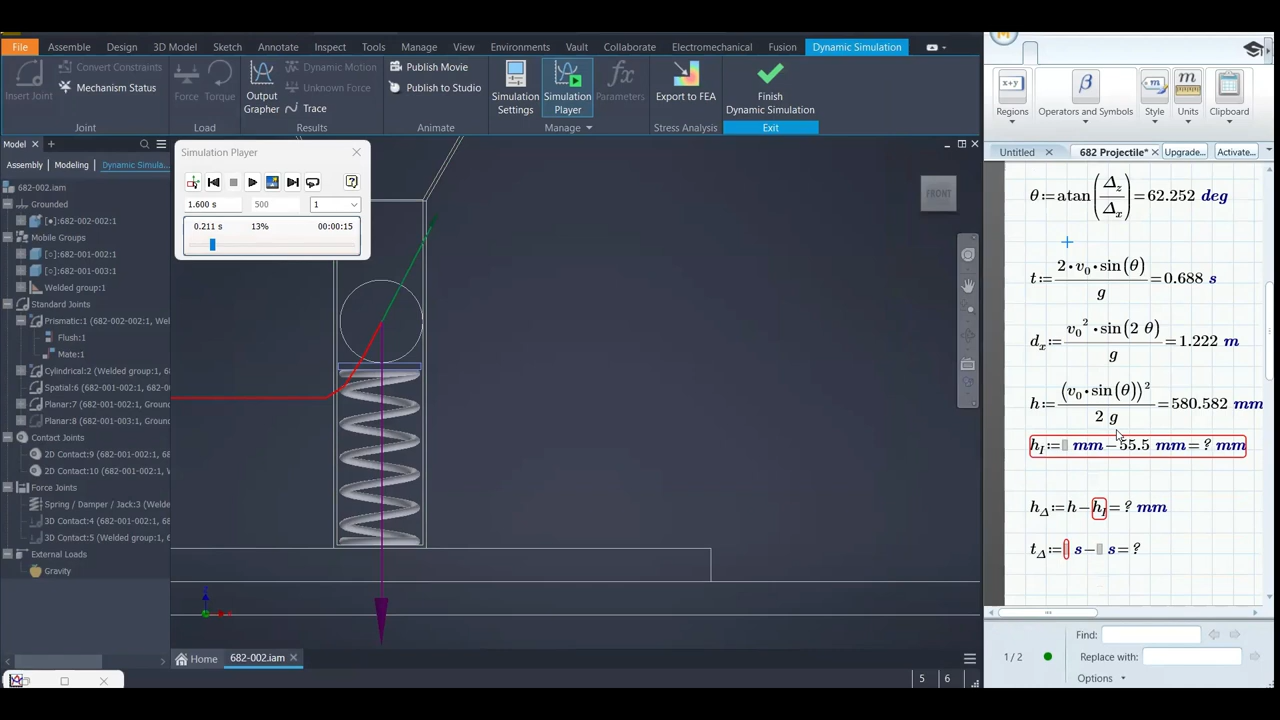 File Assembly Design 3D Model Sketch Annotate Inspect Tools Manage View Environments Vault Collaborate Electromechanical Fusion Dynamic Simulation
Insert Joint
Convert Constraints
Mechanism Status
Joint
Force
Torque
Load
Output Grapher
Dynamic Motion
Unknown Force
Trace
Results
Publish Movie
Publish to Studio
Animate
Simulation Settings
Simulation Player
fx
Parameters
Manage
Export to FEA
Stress Analysis
Finish Dynamic Simulation
Exit
Model
Assembly Modeling Dynamic Simula...
682-002.iam
Grounded
[●]:682-002-002:1
Mobile Groups
[○]:682-001-002:1
[○]:682-001-003:1
Welded group:1
Standard Joints
Prismatic:1 (682-002-002:1, Wel
Flush:1
Mate:1
Cylindrical:2 (Welded group:1, 682-0
Spatial:6 (682-001-002:1, 682-
Planar:7 (682-001-002:1, Ground
Planar:8 (682-001-003:1, Ground
Contact Joints
2D Contact:9 (682-001-002:1
2D Contact:10 (682-001-002:1
Force Joints
Spring / Damper / Jack:3 (Welde
3D Contact:4 (682-001-002:1
3D Contact:5 (Welded group:1
External Loads
Gravity
Simulation Player
1.600 s 500 1
0.211 s 13% 00:00:15
FRONT
Home 682-002.iam
5 6
x+y
Regions
β
Operators and Symbols
Style
m
Units
Clipboard
Untitled 682 Projectile* Upgrade... Activate...
θ:=atan(Δz/Δx)=62.252 deg
t:=2•v0•sin(θ)/g=0.688 s
dx:=v0²•sin(2 θ)/g=1.222 m
h:=(v0•sin(θ))²/2 g=580.582 mm
hI:= mm−55.5 mm=? mm
hΔ:=h−hI=? mm
tΔ:= s− s=?
Find:
1 / 2
Replace with:
Options